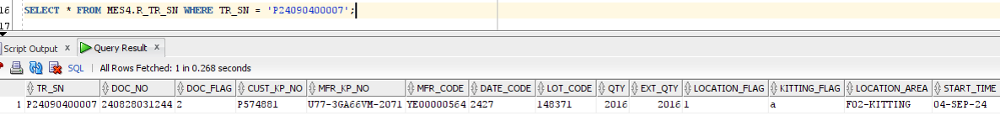 16 SELECT * FROM MES4.R_TR_SN WHERE TR_SN = 'P24090400007';
17
Script Output x Query Result x
SQL | All Rows Fetched: 1 in 0.268 seconds
TR_SN DOC_NO DOC_FLAG CUST_KP_NO MFR_KP_NO MFR_CODE DATE_CODE LOT_CODE QTY EXT_QTY LOCATION_FLAG KITTING_FLAG LOCATION_AREA START_TIME
1 P24090400007 240828031244 2 P574881 U77-3GA66VM-2071 YE00000564 2427 148371 2016 2016 1 a F02-KITTING 04-SEP-24